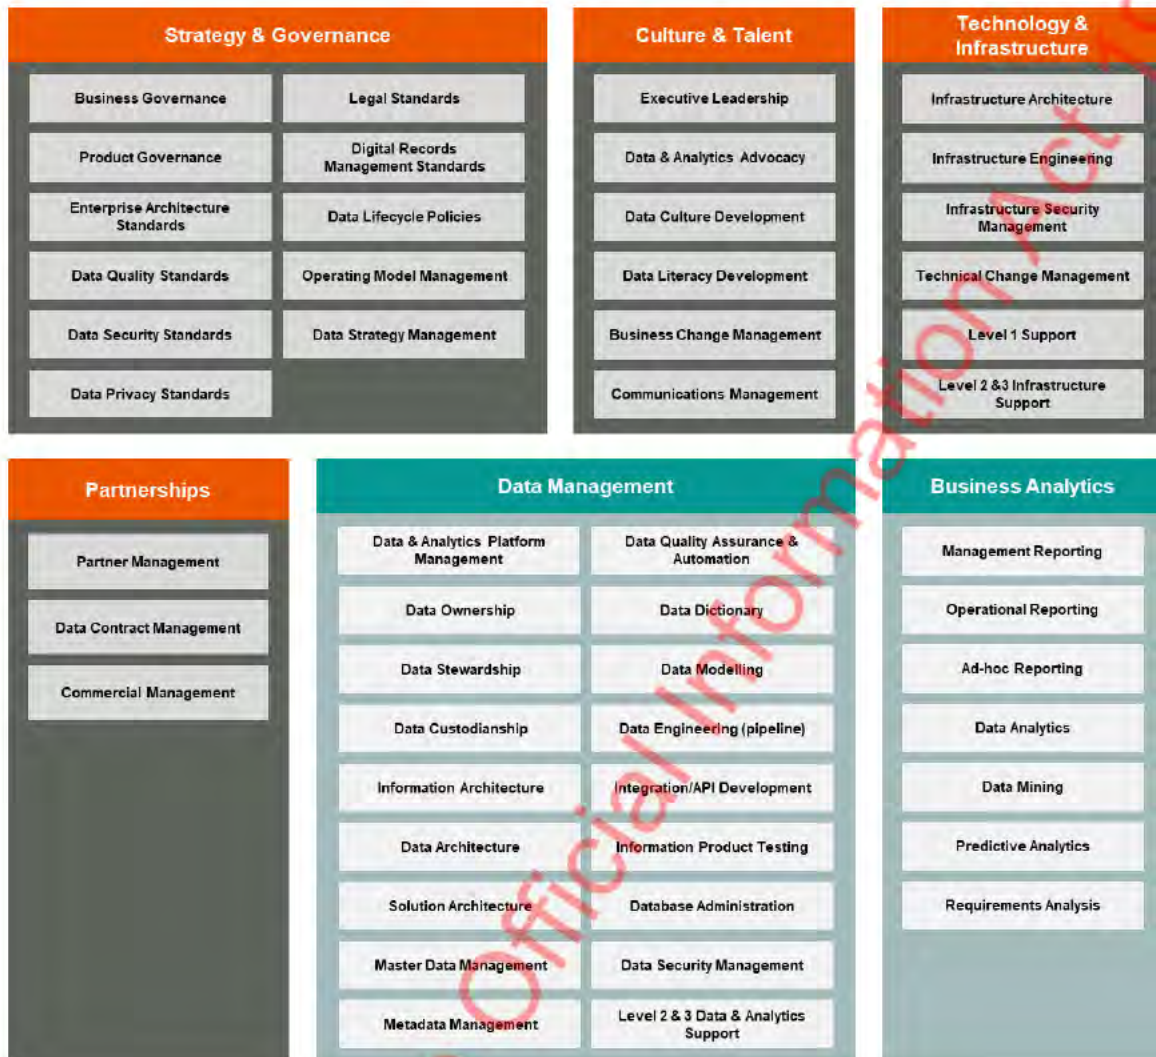 Strategy & Governance
Business Governance
Legal Standards
Product Governance
Digital Records
Management Standards
Enterprise Architecture
Standards
Data Lifecycle Policies
Data Quality Standards
Operating Model Management
Data Security Standards
Data Strategy Management
Data Privacy Standards
Culture & Talent
Executive Leadership
Data & Analytics Advocacy
Data Culture Development
Data Literacy Development
Business Change Management
Communications Management
Technology &
Infrastructure
Infrastructure Architecture
Infrastructure Engineering
Infrastructure Security
Management
Technical Change Management
Level 1 Support
Level 2 &3 Infrastructure
Support
Partnerships
Partner Management
Data Contract Management
Commercial Management
Data Management
Data & Analytics Platform
Management
Data Quality Assurance &
Automation
Data Ownership
Data Dictionary
Data Stewardship
Data Modelling
Data Custodianship
Data Engineering (pipeline)
Information Architecture
Integration/API Development
Data Architecture
Information Product Testing
Solution Architecture
Database Administration
Master Data Management
Data Security Management
Metadata Management
Level 2 & 3 Data & Analytics
Support
Business Analytics
Management Reporting
Operational Reporting
Ad-hoc Reporting
Data Analytics
Data Mining
Predictive Analytics
Requirements Analysis
Official Information Act